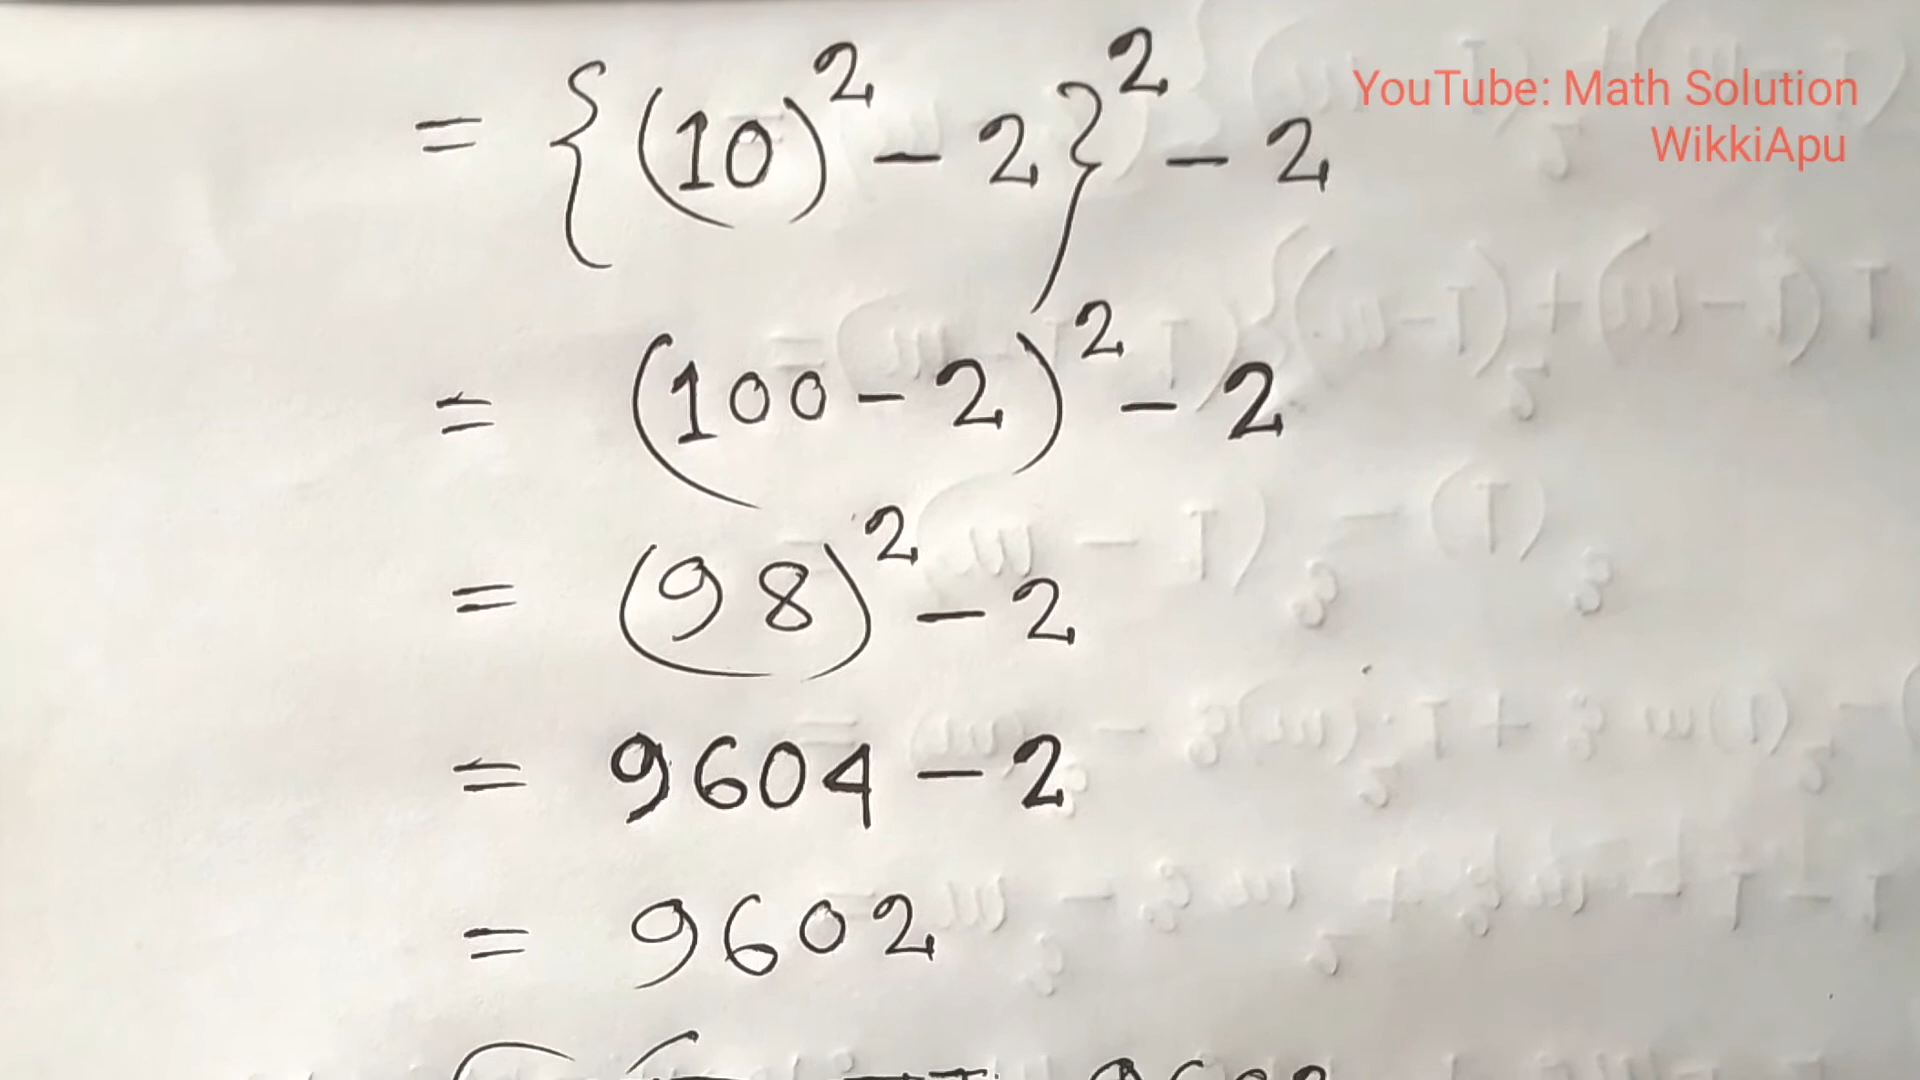 = {(10)² - 2}² - 2
YouTube: Math Solution
WikkiApu
= (100 - 2)² - 2
= (98)² - 2
= 9604 - 2
= 9602